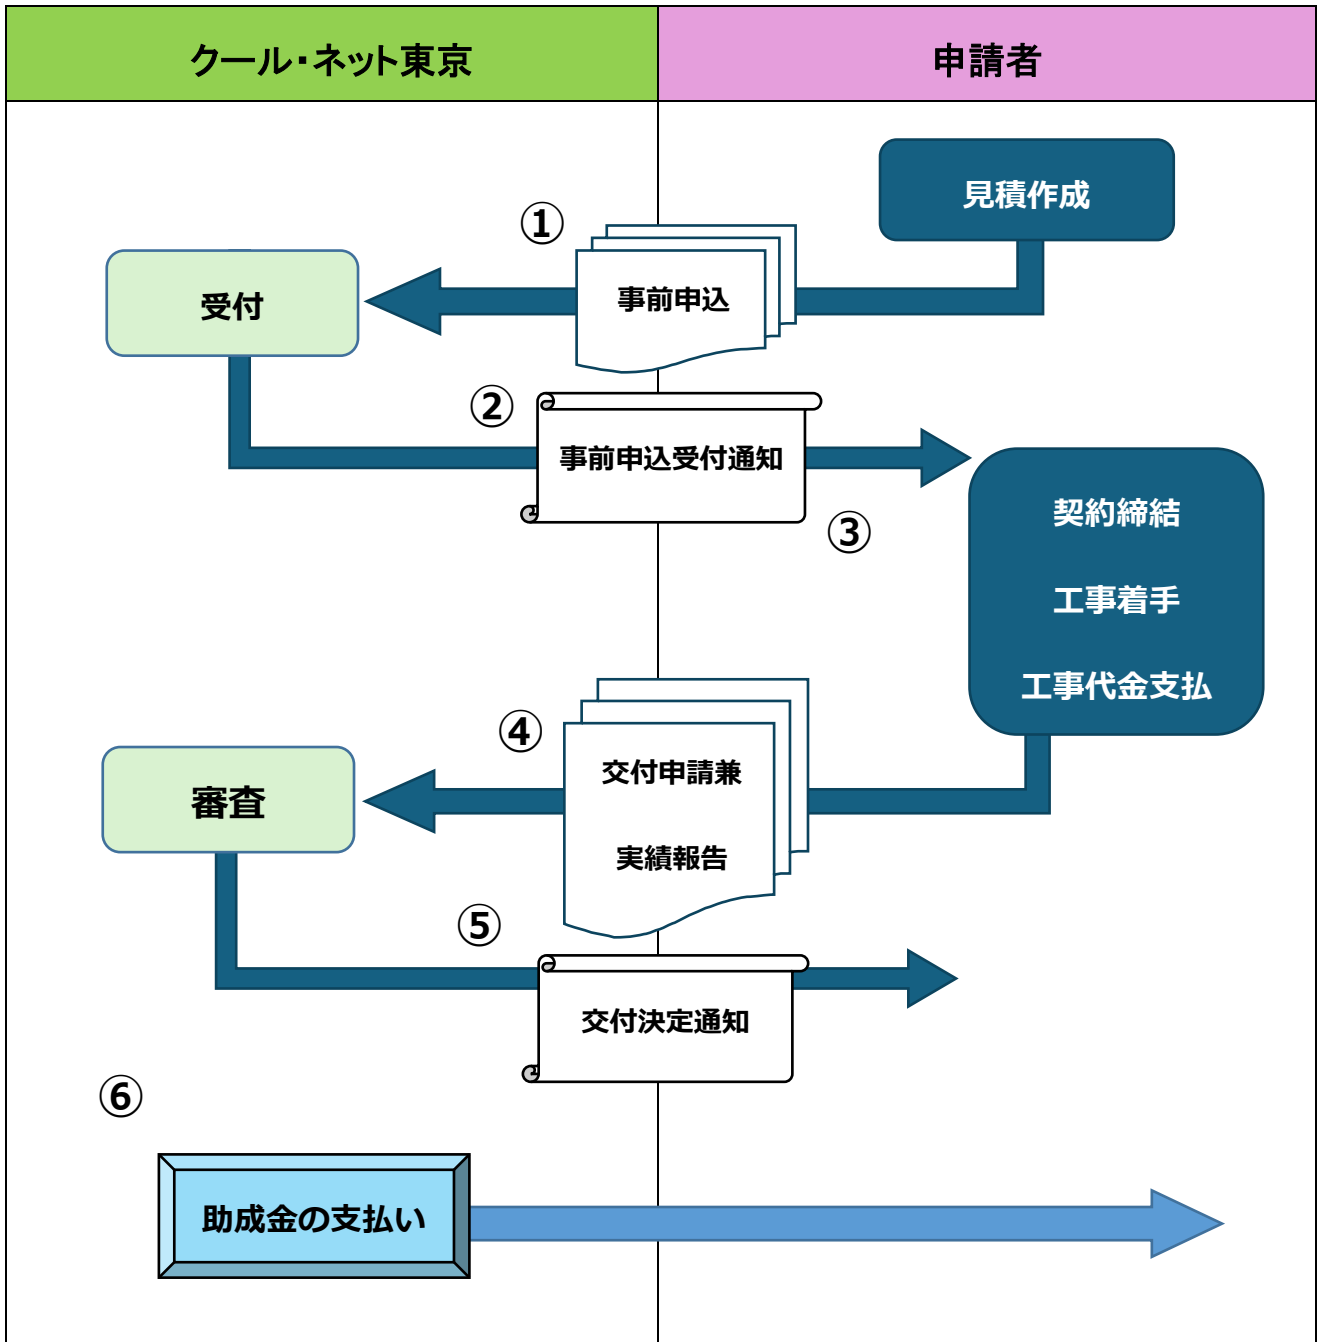 クール・ネット東京
申請者
見積作成
①
事前申込
受付
②
事前申込受付通知
③
契約締結
工事着手
工事代金支払
④
交付申請兼
実績報告
審査
⑤
交付決定通知
⑥
助成金の支払い